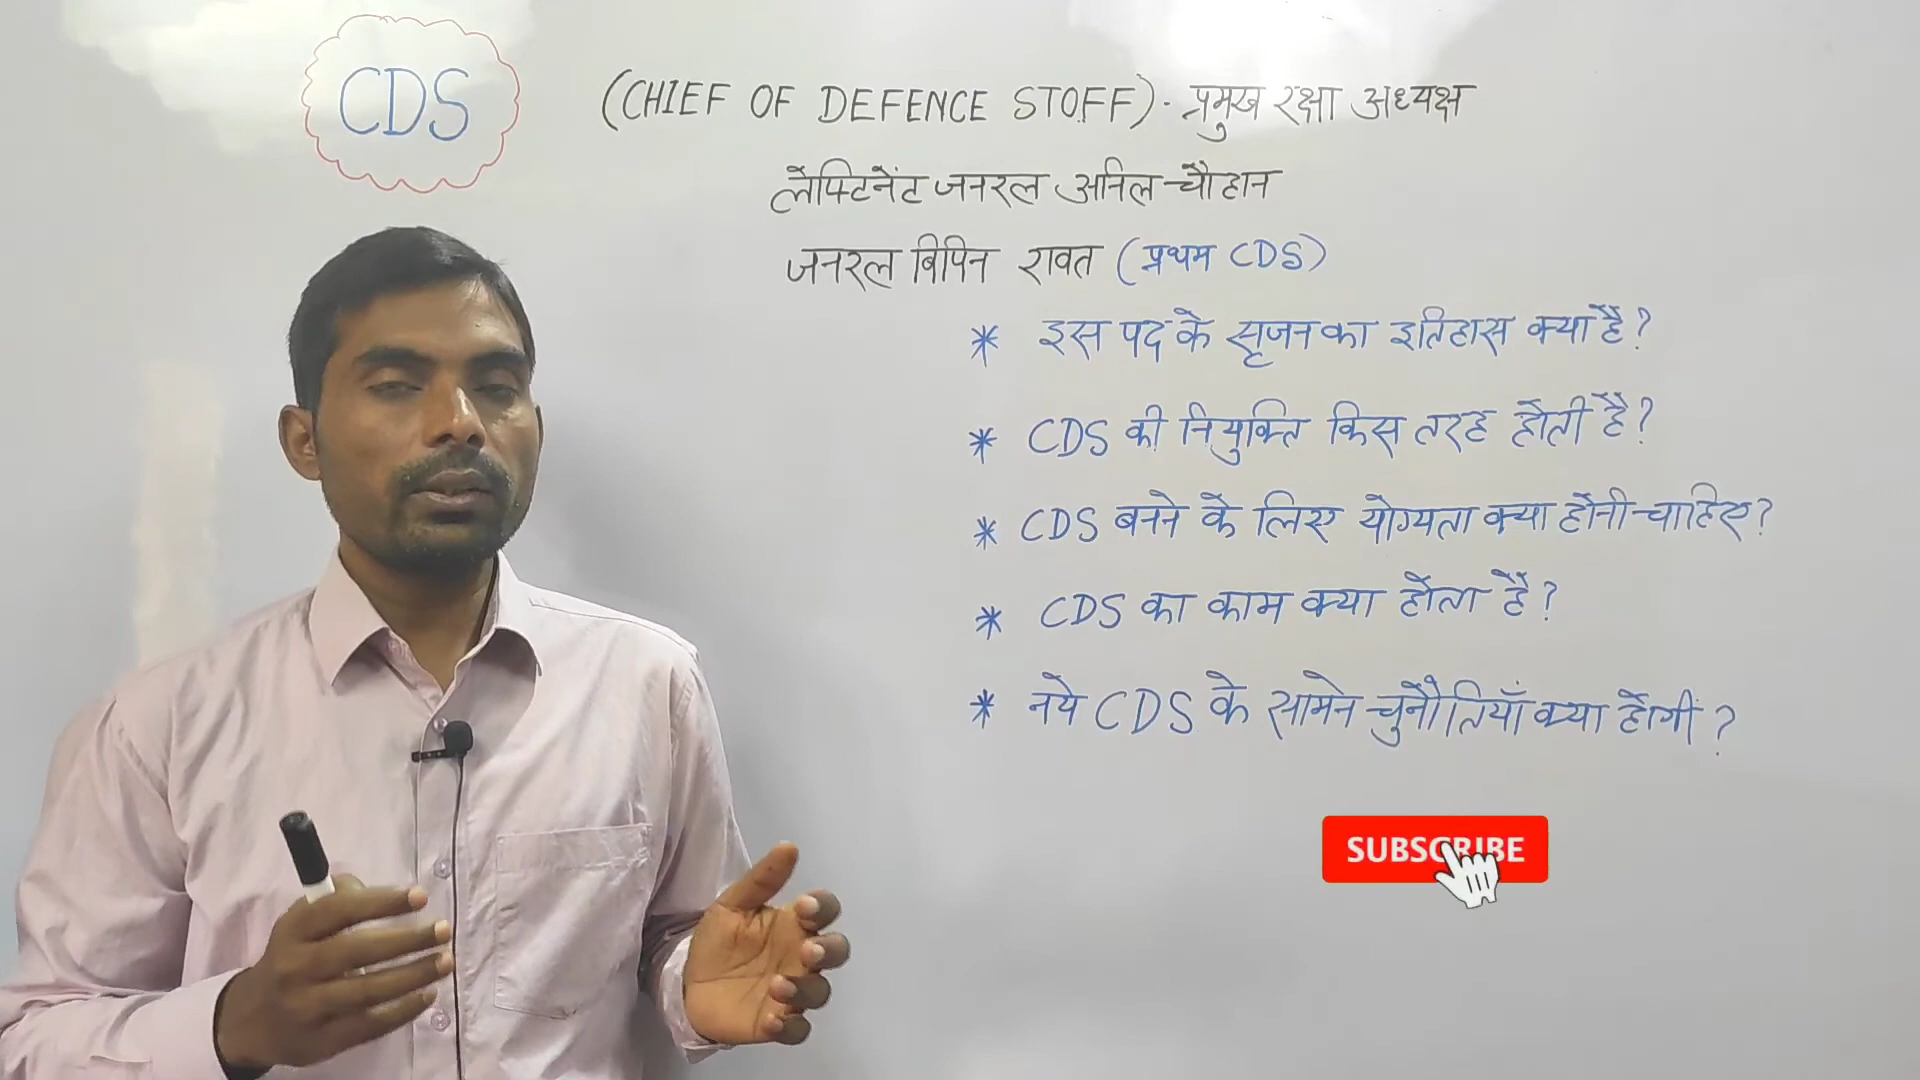 CDS
(CHIEF OF DEFENCE STOFF)- प्रमुख रक्षा अध्यक्ष
लेफ्टिनेंट जनरल अनिल चौहान
जनरल बिपिन रावत (प्रथम CDS)
* इस पद के सृजन का इतिहास क्या है?
* CDS की नियुक्ति किस तरह होती है?
* CDS बनने के लिए योग्यता क्या होनी चाहिए?
* CDS का काम क्या होता है?
* नये CDS के सामने चुनौतियाँ क्या होंगी?
SUBSCRIBE